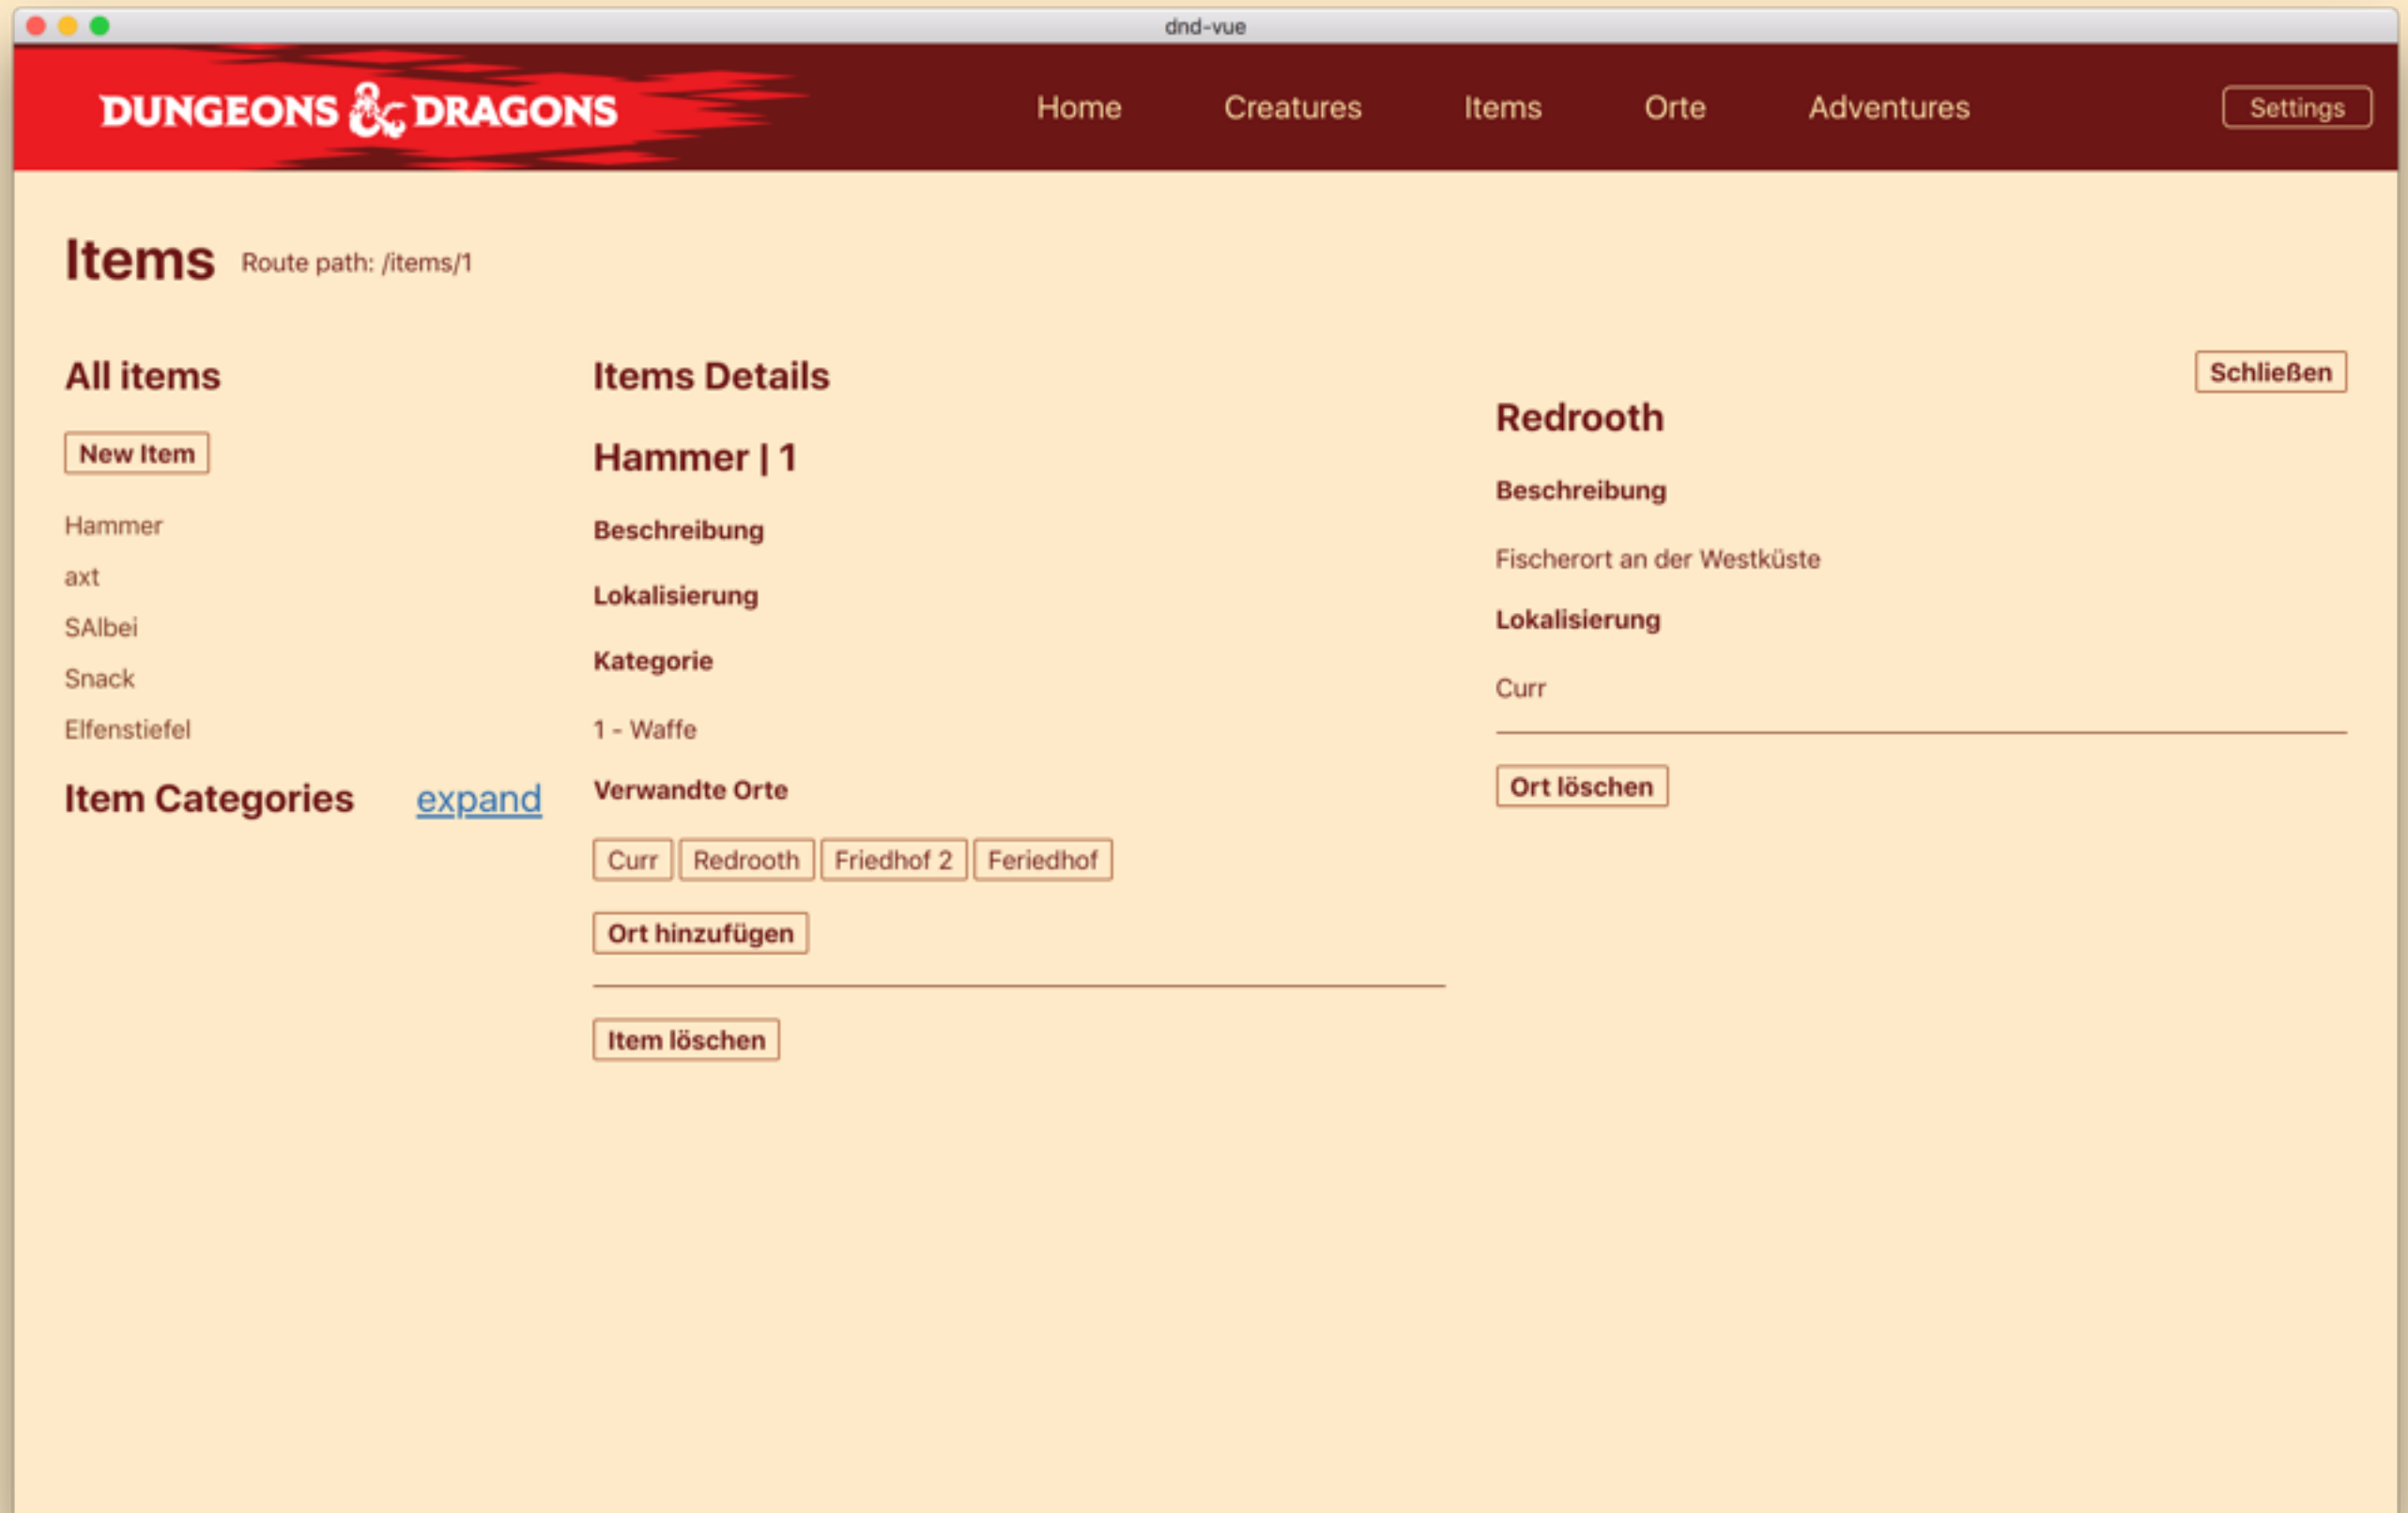 dnd-vue
DUNGEONS & DRAGONS
Home Creatures Items Orte Adventures Settings
Items Route path: /items/1
All items
New Item
Hammer
axt
SAlbei
Snack
Elfenstiefel
Item Categories expand
Items Details
Hammer | 1
Beschreibung
Lokalisierung
Kategorie
1 - Waffe
Verwandte Orte
Curr Redrooth Friedhof 2 Feriedhof
Ort hinzufügen
Item löschen
Schließen
Redrooth
Beschreibung
Fischerort an der Westküste
Lokalisierung
Curr
Ort löschen